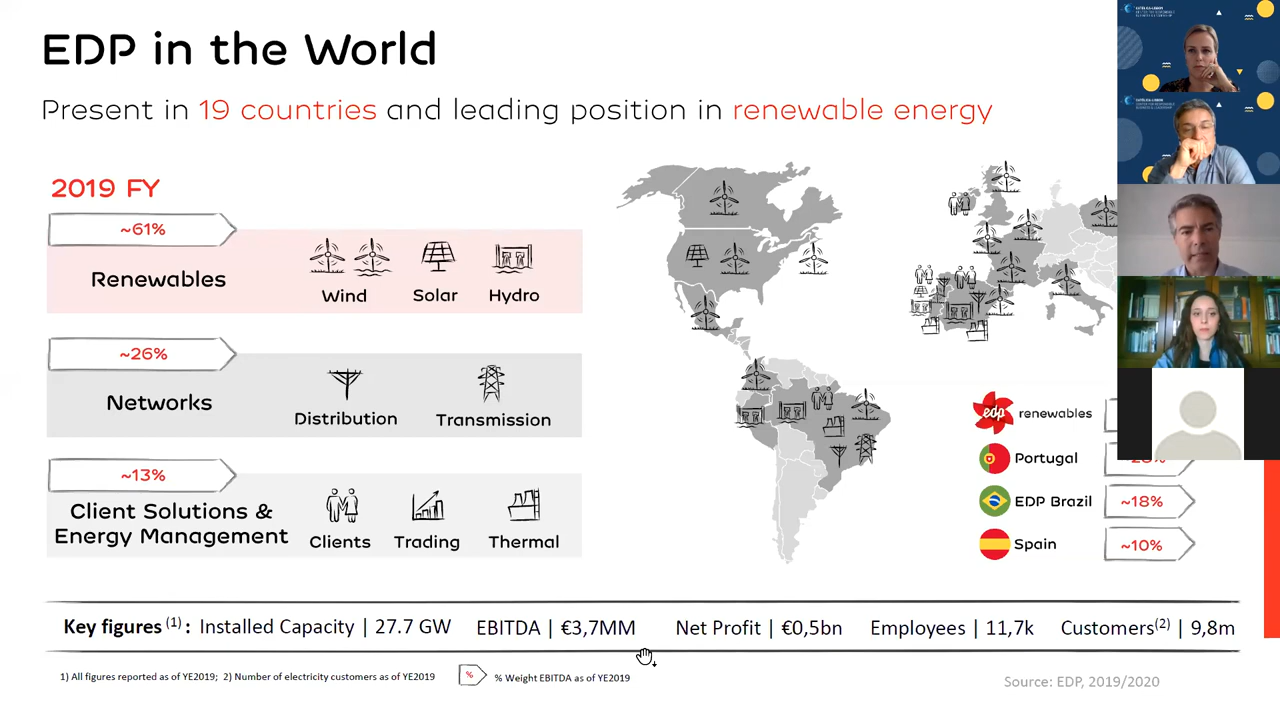 EDP in the World
Present in 19 countries and leading position in renewable energy
2019 FY
~61%
Renewables
Wind
Solar
Hydro
~26%
Networks
Distribution
Transmission
~13%
Client Solutions &
Energy Management
Clients
Trading
Thermal
edp renewables
Portugal
EDP Brazil ~18%
Spain ~10%
Key figures (1) : Installed Capacity | 27.7 GW EBITDA | €3,7MM Net Profit | €0,5bn Employees | 11,7k Customers(2) | 9,8m
1) All figures reported as of YE2019; 2) Number of electricity customers as of YE2019 % % Weight EBITDA as of YE2019
Source: EDP, 2019/2020